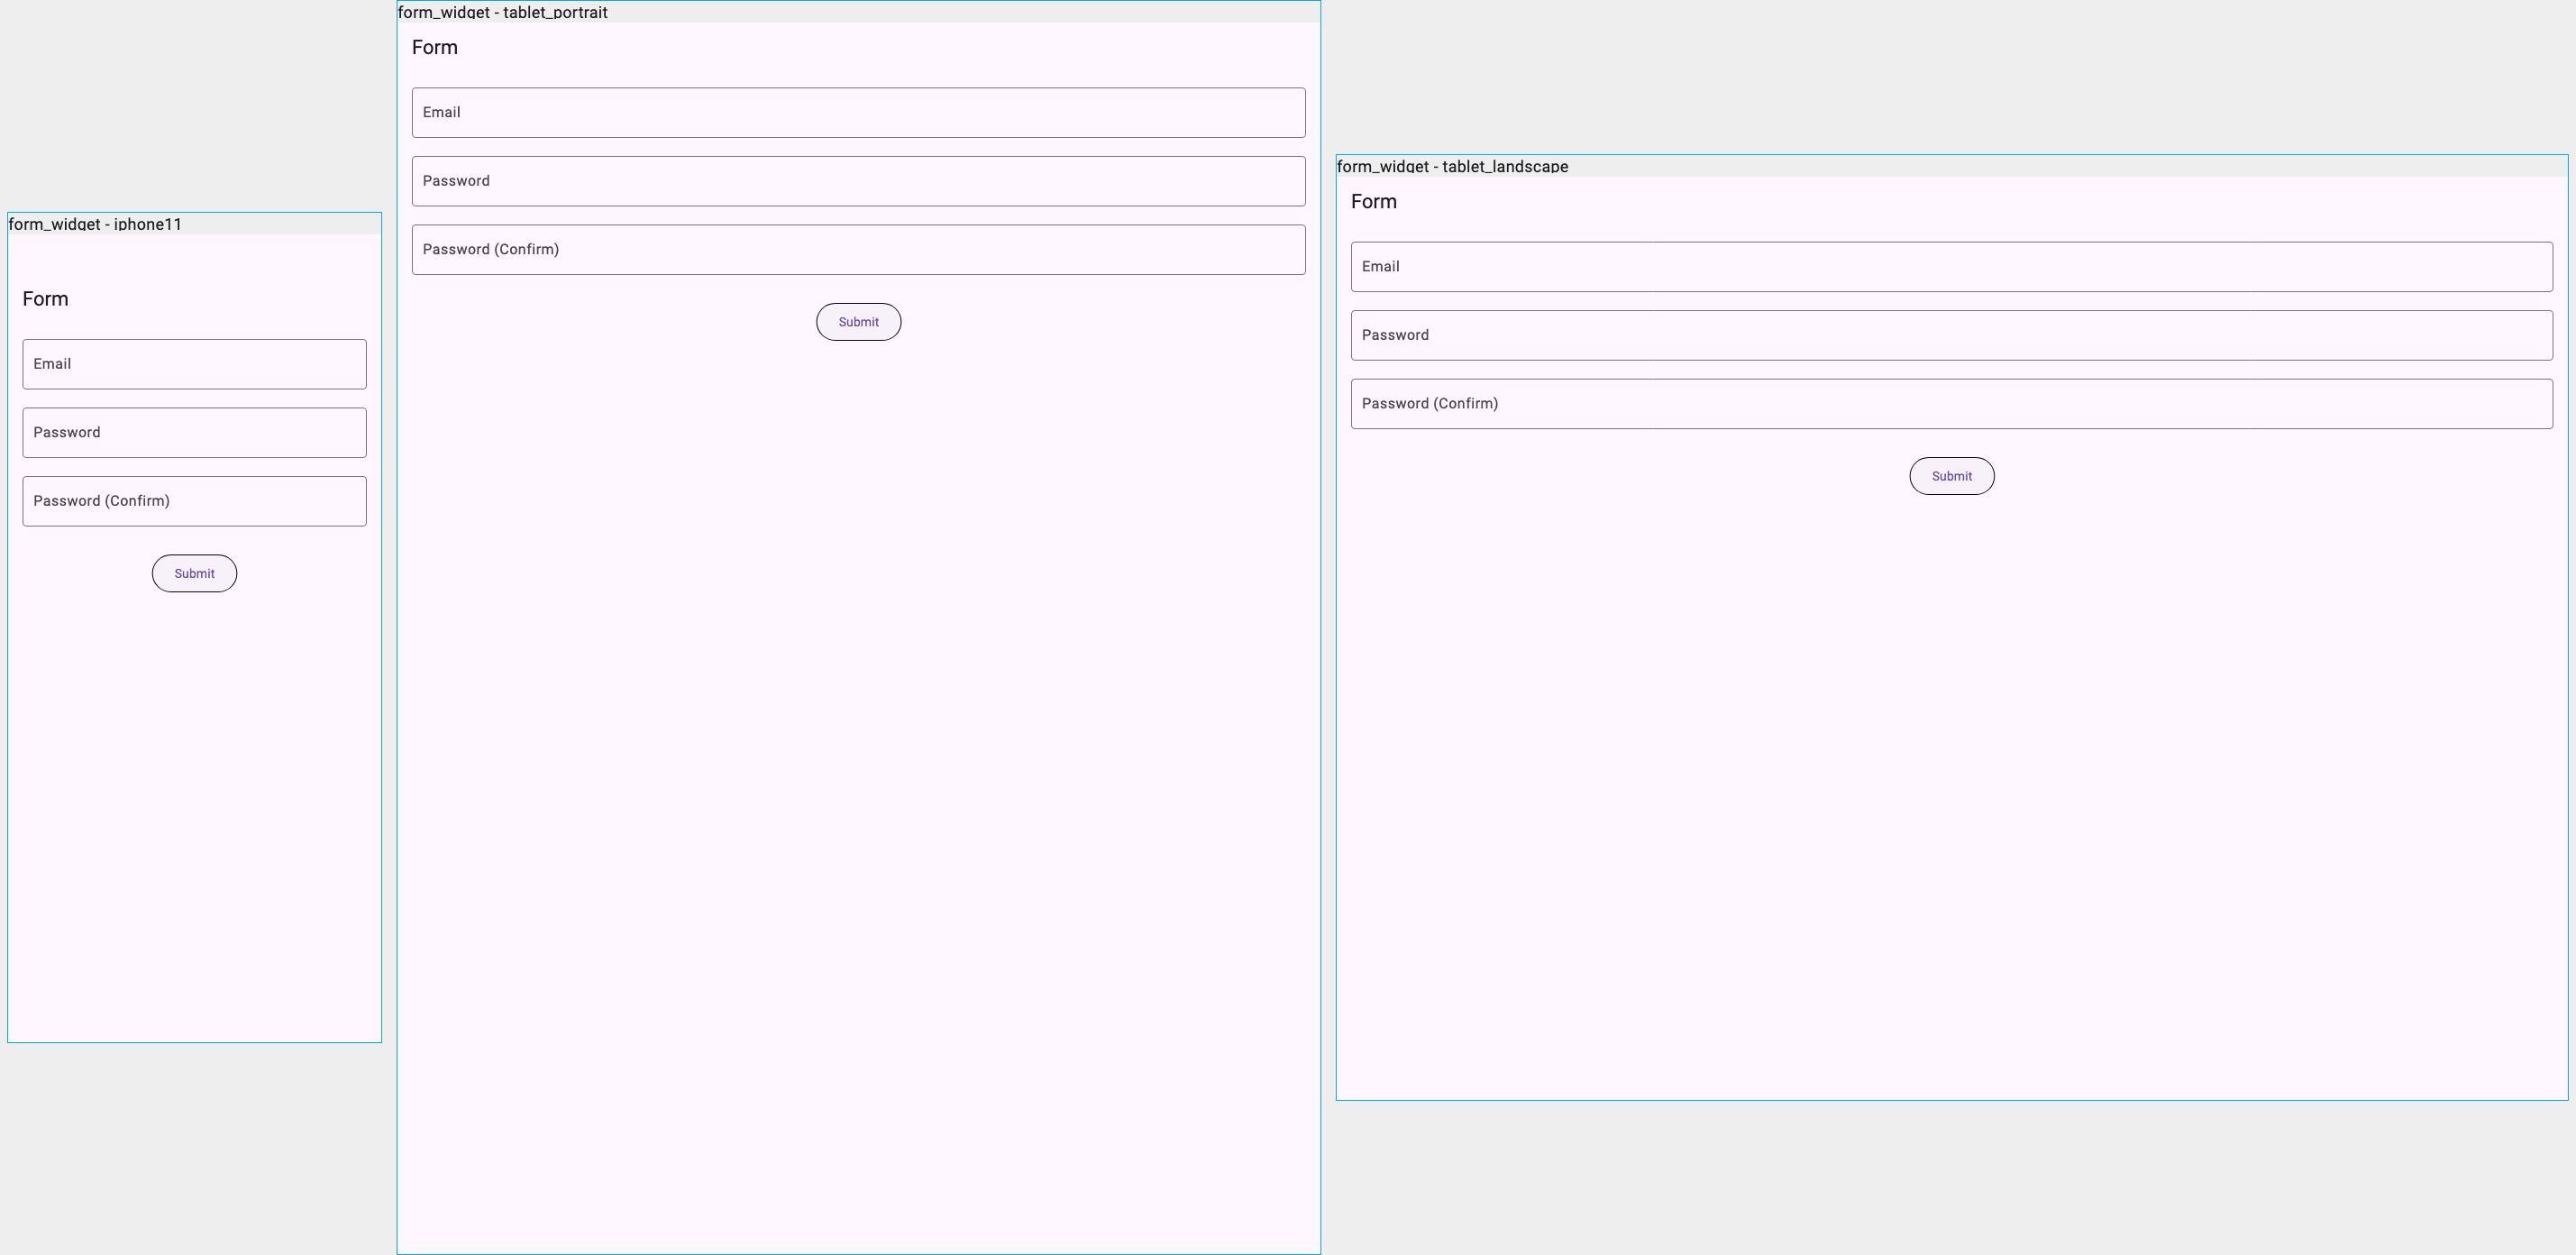 form_widget - iphone11
Form
Email
Password
Password (Confirm)
Submit
form_widget - tablet_portrait
Form
Email
Password
Password (Confirm)
Submit
form_widget - tablet_landscape
Form
Email
Password
Password (Confirm)
Submit